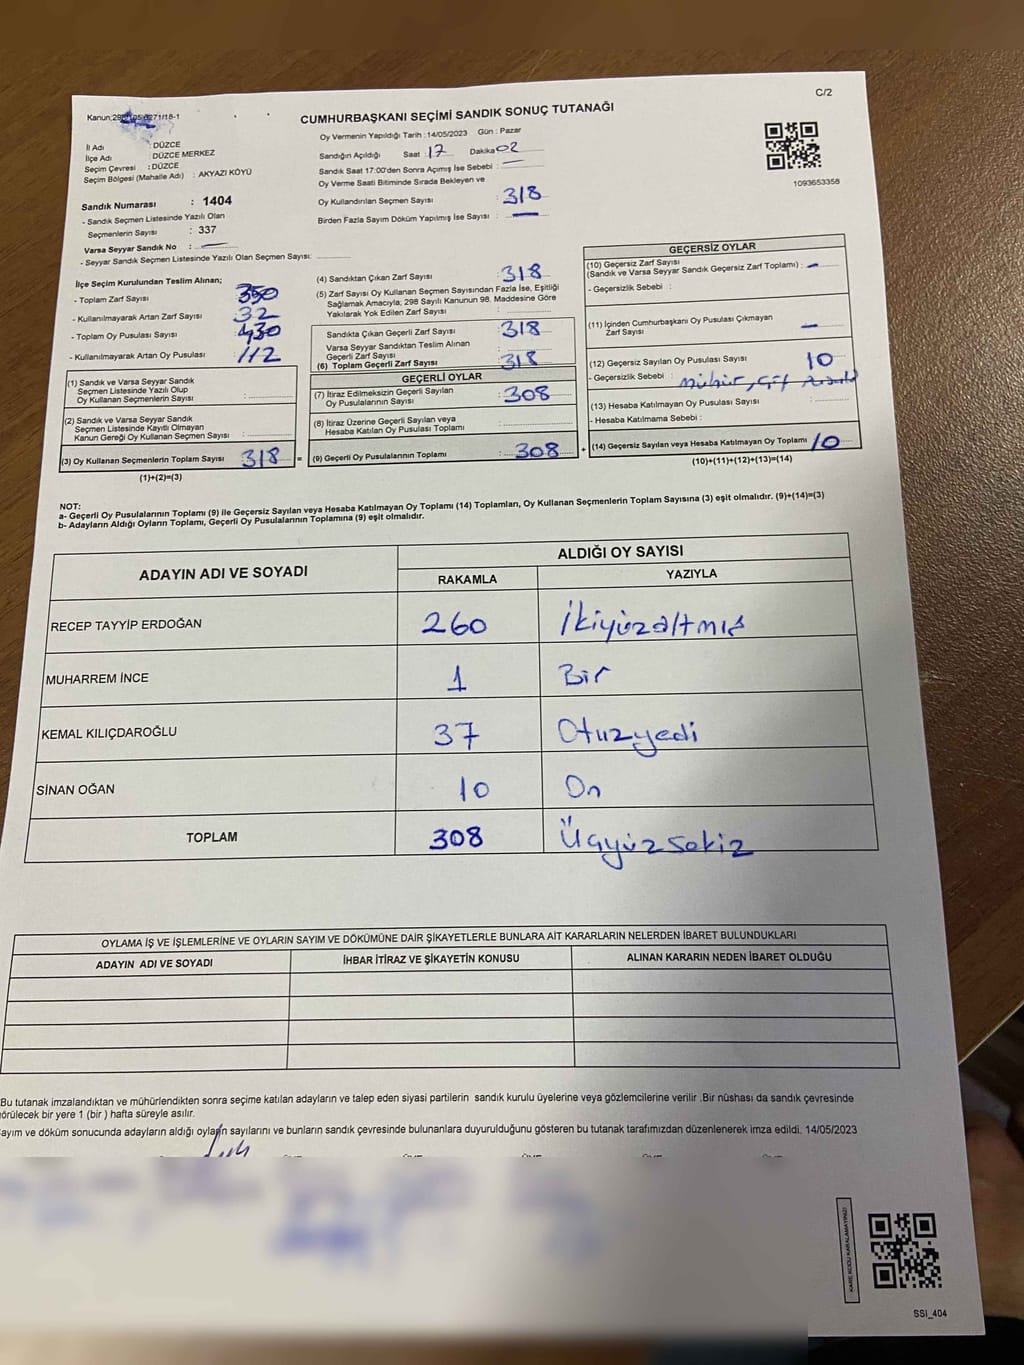 C/2
Kanun:298
271/18-1
CUMHURBAŞKANI SEÇİMİ SANDIK SONUÇ TUTANAĞI
İl Adı : DÜZCE
İlçe Adı : DÜZCE MERKEZ
Seçim Çevresi : DÜZCE
Seçim Bölgesi (Mahalle Adı) : AKYAZI KÖYÜ
Sandık Numarası : 1404
- Sandık Seçmen Listesinde Yazılı Olan
Seçmenlerin Sayısı : 337
Varsa Seyyar Sandık No : —
- Seyyar Sandık Seçmen Listesinde Yazılı Olan Seçmen Sayısı:
Oy Vermenin Yapıldığı Tarih :14/05/2023 Gün : Pazar
Sandığın Açıldığı Saat : 17 Dakika 02
Sandık Saat 17:00'den Sonra Açımış İse Sebebi : —
Oy Verme Saati Bitiminde Sırada Bekleyen ve
Oy Kullandırılan Seçmen Sayısı : 318
Birden Fazla Sayım Döküm Yapılmış İse Sayısı : —
1093653358
İlçe Seçim Kurulundan Teslim Alınan;
- Toplam Zarf Sayısı : 350
- Kullanılmayarak Artan Zarf Sayısı : 32
- Toplam Oy Pusulası Sayısı : 430
- Kullanılmayarak Artan Oy Pusulası : 112
(1) Sandık ve Varsa Seyyar Sandık
Seçmen Listesinde Yazılı Olup
Oy Kullanan Seçmenlerin Sayısı :
(2) Sandık ve Varsa Seyyar Sandık
Seçmen Listesinde Kayıtlı Olmayan
Kanun Gereği Oy Kullanan Seçmen Sayısı :
(3) Oy Kullanan Seçmenlerin Toplam Sayısı 318 =
(1)+(2)=(3)
(4) Sandıktan Çıkan Zarf Sayısı : 318
(5) Zarf Sayısı Oy Kullanan Seçmen Sayısından Fazla İse, Eşitliği
Sağlamak Amacıyla; 298 Sayılı Kanunun 98. Maddesine Göre
Yakılarak Yok Edilen Zarf Sayısı :
Sandıkta Çıkan Geçerli Zarf Sayısı : 318
Varsa Seyyar Sandıktan Teslim Alınan
Geçerli Zarf Sayısı :
(6) Toplam Geçerli Zarf Sayısı : 318
GEÇERLİ OYLAR
(7) İtiraz Edilmeksizin Geçerli Sayılan
Oy Pusulalarının Sayısı : 308
(8) İtiraz Üzerine Geçerli Sayılan veya
Hesaba Katılan Oy Pusulası Toplamı :
(9) Geçerli Oy Pusulalarının Toplamı : 308 +
GEÇERSİZ OYLAR
(10) Geçersiz Zarf Sayısı
(Sandık ve Varsa Seyyar Sandık Geçersiz Zarf Toplamı) : —
- Geçersizlik Sebebi :
(11) İçinden Cumhurbaşkanı Oy Pusulası Çıkmayan
Zarf Sayısı : —
(12) Geçersiz Sayılan Oy Pusulası Sayısı : 10
- Geçersizlik Sebebi : mühür, çift
(13) Hesaba Katılmayan Oy Pusulası Sayısı :
- Hesaba Katılmama Sebebi :
(14) Geçersiz Sayılan veya Hesaba Katılmayan Oy Toplamı : 10
(10)+(11)+(12)+(13)=(14)
NOT:
a- Geçerli Oy Pusulalarının Toplamı (9) ile Geçersiz Sayılan veya Hesaba Katılmayan Oy Toplamı (14) Toplamları, Oy Kullanan Seçmenlerin Toplam Sayısına (3) eşit olmalıdır. (9)+(14)=(3)
b- Adayların Aldığı Oyların Toplamı, Geçerli Oy Pusulalarının Toplamına (9) eşit olmalıdır.
ADAYIN ADI VE SOYADI ALDIĞI OY SAYISI
RAKAMLA YAZIYLA
RECEP TAYYİP ERDOĞAN 260 İkiyüzaltmış
MUHARREM İNCE 1 Bir
KEMAL KILIÇDAROĞLU 37 Otuzyedi
SİNAN OĞAN 10 On
TOPLAM 308 Üçyüzsekiz
OYLAMA İŞ VE İŞLEMLERİNE VE OYLARIN SAYIM VE DÖKÜMÜNE DAİR ŞİKAYETLERLE BUNLARA AİT KARARLARIN NELERDEN İBARET BULUNDUKLARI
ADAYIN ADI VE SOYADI İHBAR İTİRAZ VE ŞİKAYETİN KONUSU ALINAN KARARIN NEDEN İBARET OLDUĞU
Bu tutanak imzalandıktan ve mühürlendikten sonra seçime katılan adayların ve talep eden siyasi partilerin sandık kurulu üyelerine veya gözlemcilerine verilir .Bir nüshası da sandık çevresinde
örülecek bir yere 1 (bir ) hafta süreyle asılır.
ayım ve döküm sonucunda adayların aldığı oyların sayılarını ve bunların sandık çevresinde bulunanlara duyurulduğunu gösteren bu tutanak tarafımızdan düzenlenerek imza edildi. 14/05/2023
KARE KODU KARALAMAYINIZ!
SSI_404